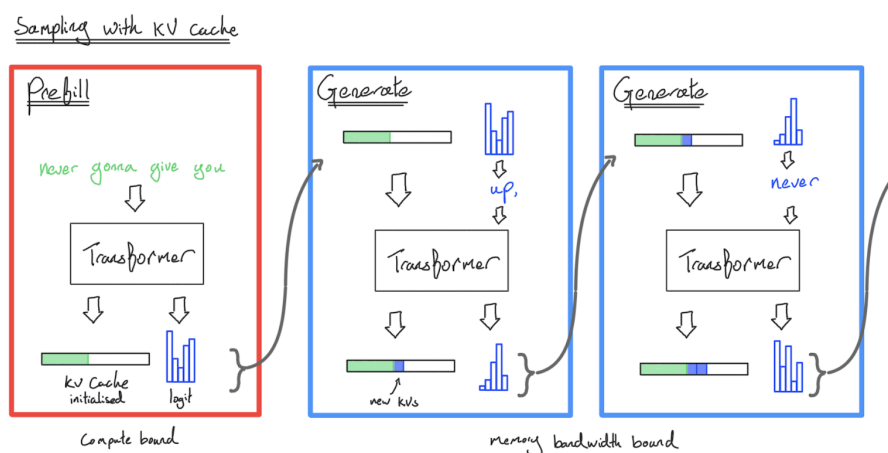 Sampling with KV Cache
Prefill
never gonna give you
Transformer
KV Cache
initialised
logit
Compute bound
Generate
up,
Transformer
new KVs
Generate
never
Transformer
memory bandwidth bound